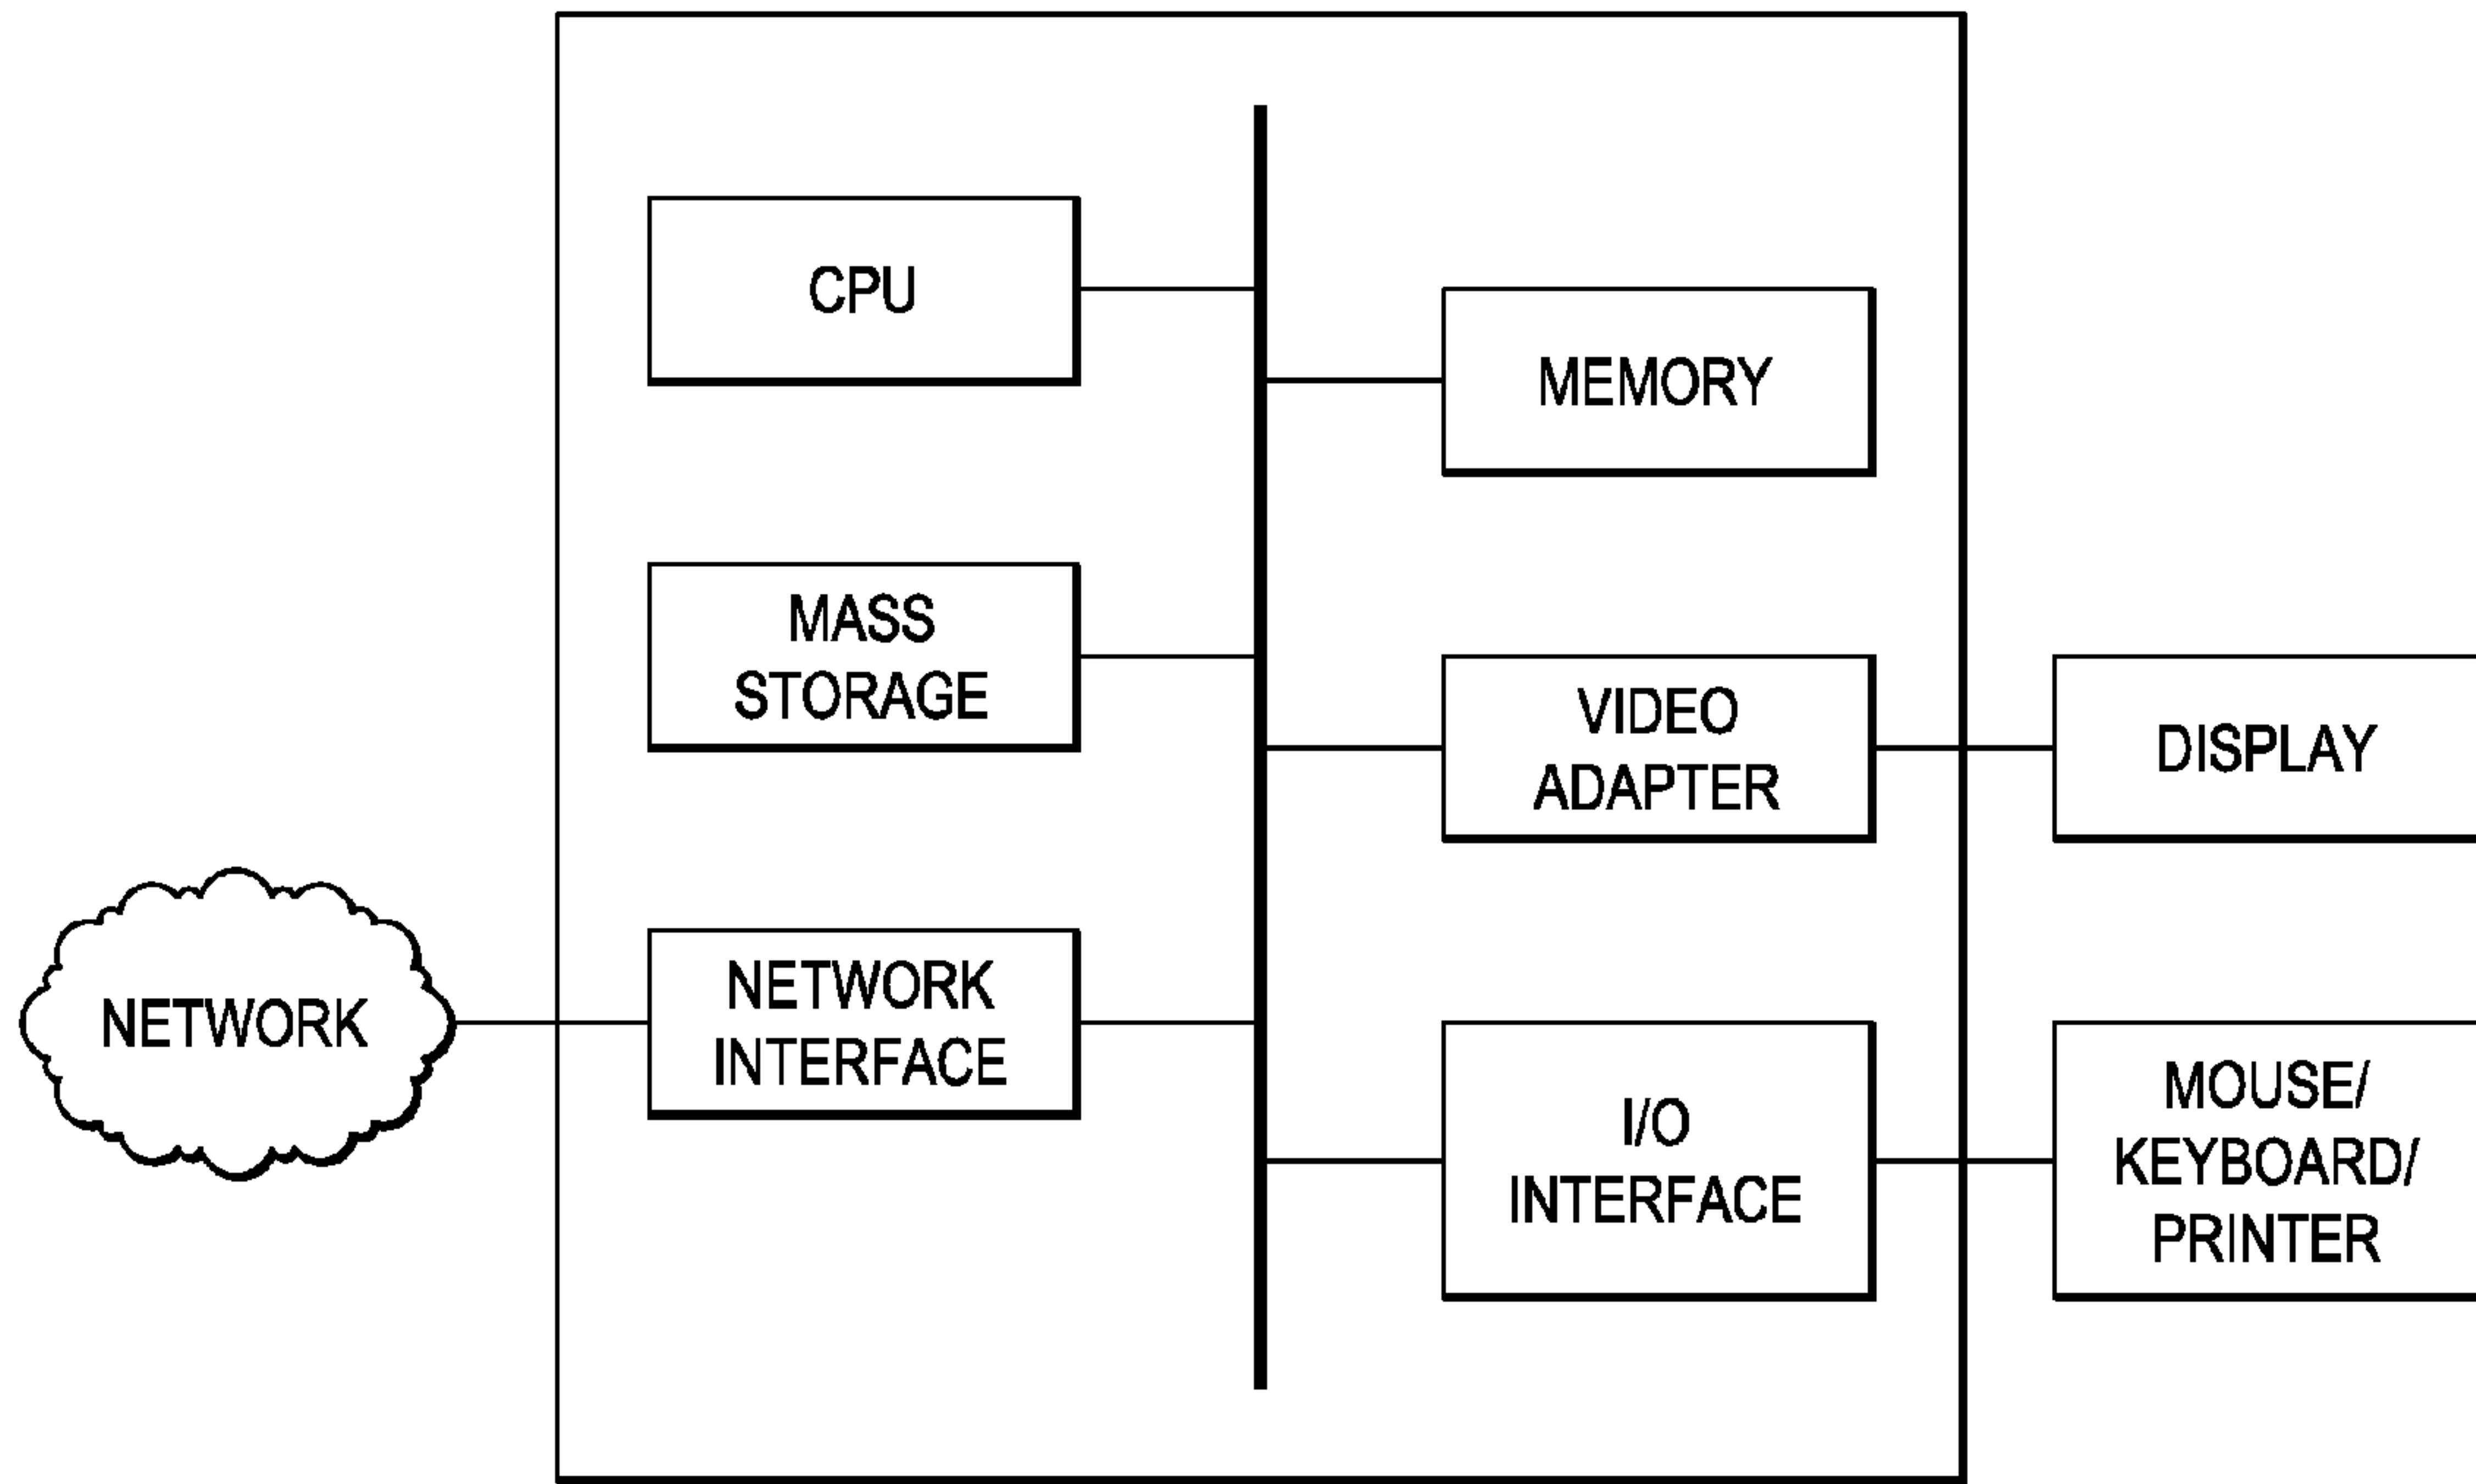 CPU
MEMORY
MASS
STORAGE
VIDEO
ADAPTER
DISPLAY
NETWORK
NETWORK
INTERFACE
I/O
INTERFACE
MOUSE/
KEYBOARD/
PRINTER